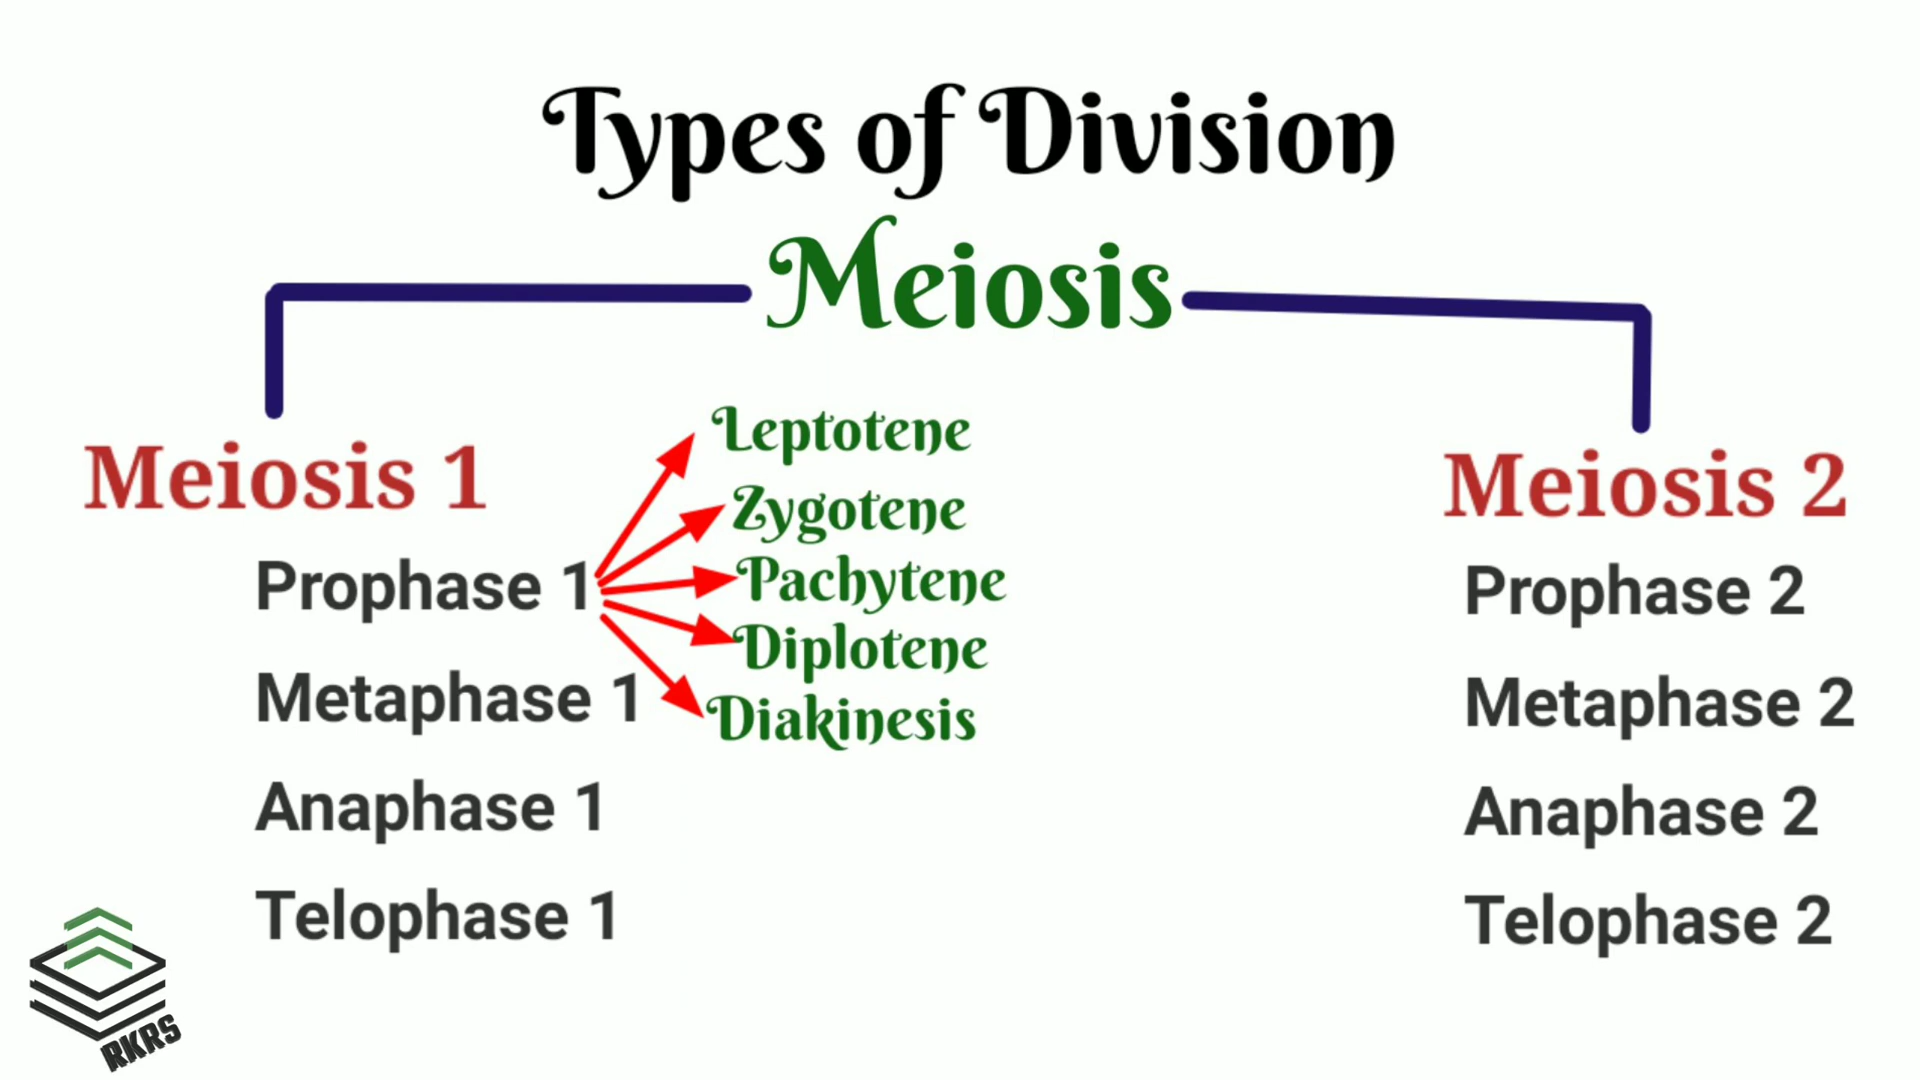 Types of Division
Meiosis
Meiosis 1
Prophase 1
Metaphase 1
Anaphase 1
Telophase 1
Leptotene
Zygotene
Pachytene
Diplotene
Diakinesis
Meiosis 2
Prophase 2
Metaphase 2
Anaphase 2
Telophase 2
RKRS